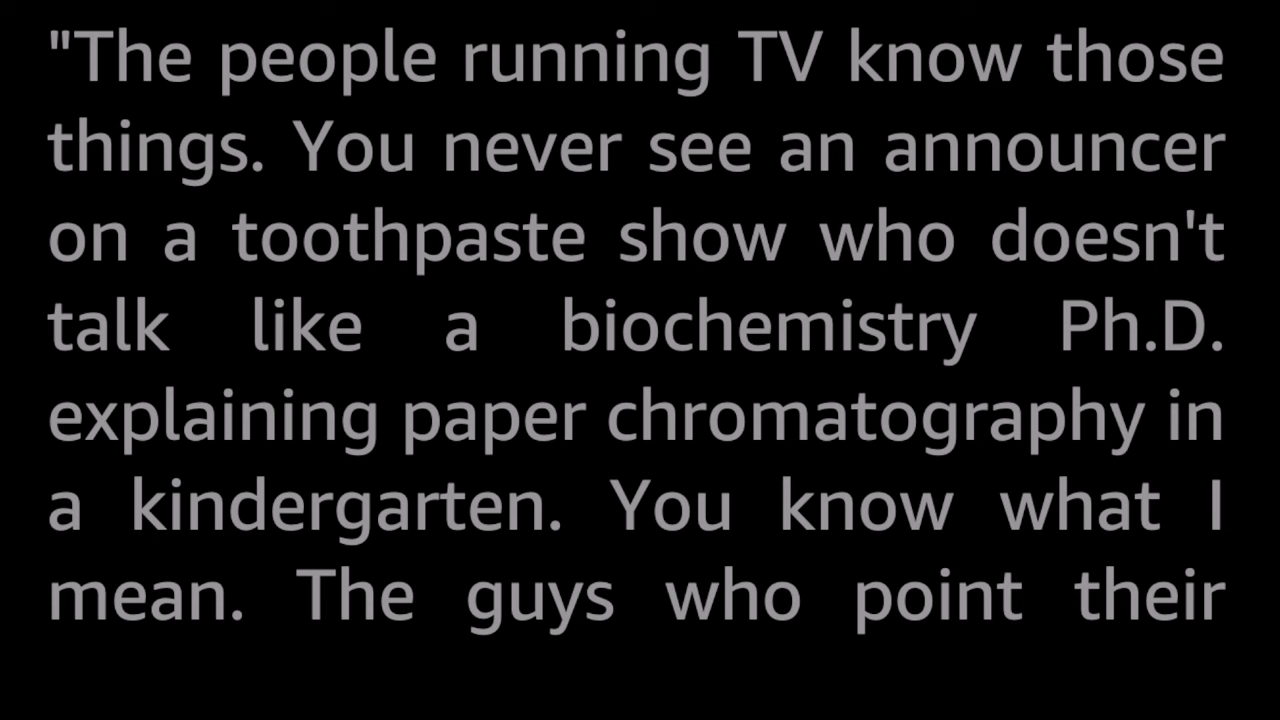 "The people running TV know those
things. You never see an announcer
on a toothpaste show who doesn't
talk like a biochemistry Ph.D.
explaining paper chromatography in
a kindergarten. You know what I
mean. The guys who point their